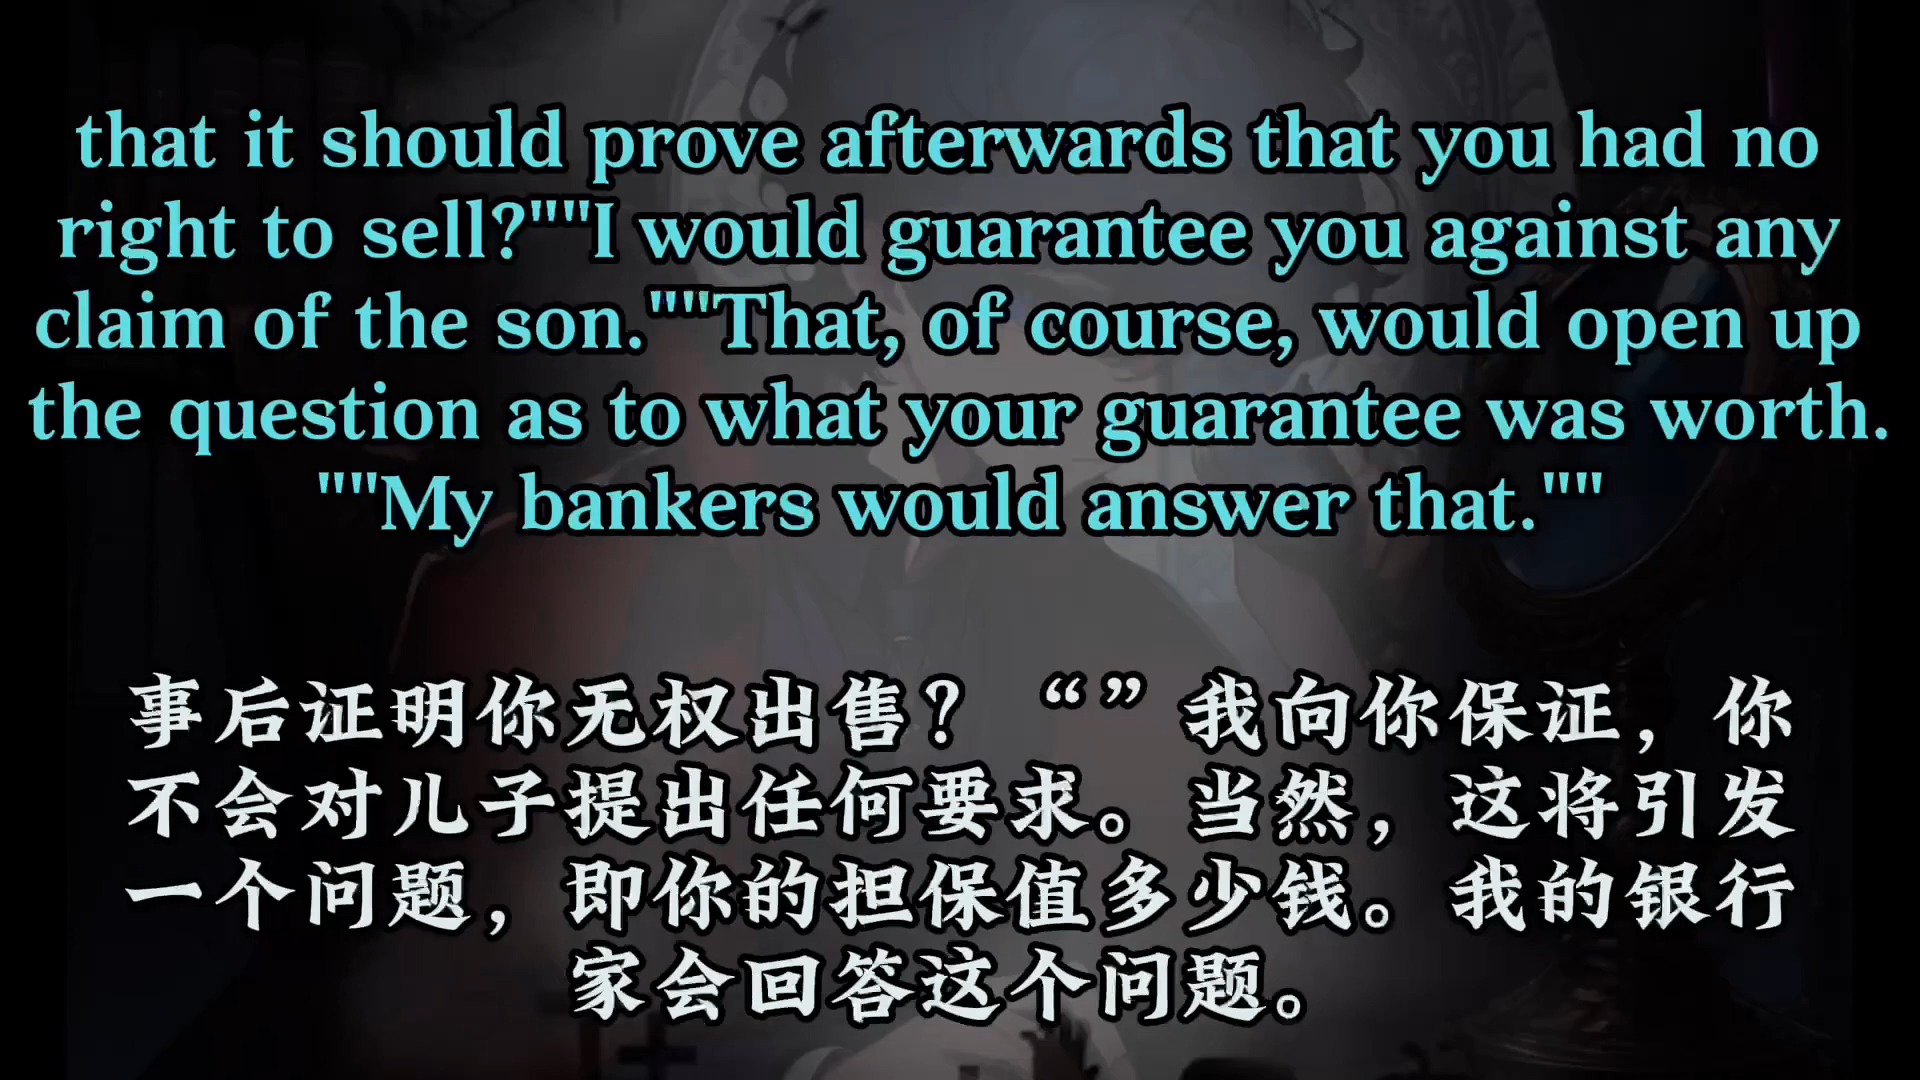 that it should prove afterwards that you had no
right to sell?""I would guarantee you against any
claim of the son.""That, of course, would open up
the question as to what your guarantee was worth.
""My bankers would answer that.""
事后证明你无权出售？“”我向你保证，你
不会对儿子提出任何要求。当然，这将引发
一个问题，即你的担保值多少钱。我的银行
家会回答这个问题。